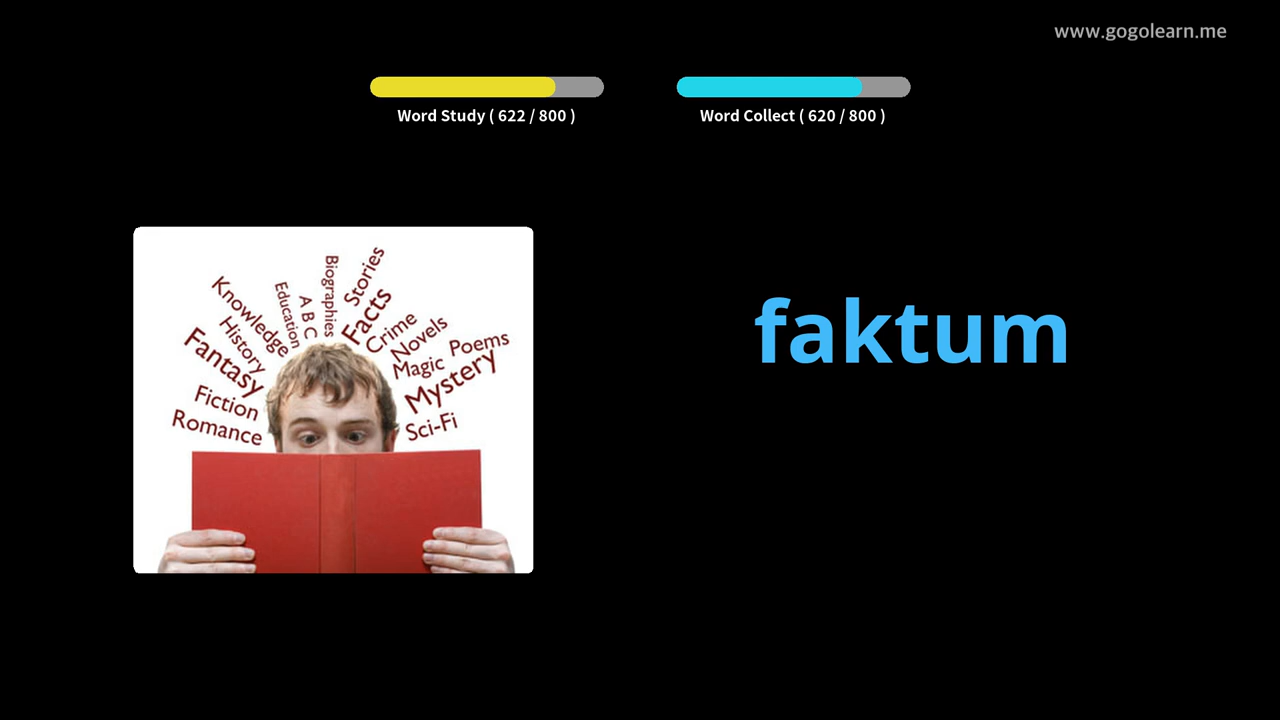 www.gogolearn.me
Word Study ( 622 / 800 )
Word Collect ( 620 / 800 )
Biographies
Stories
Facts
Education
A B C
Knowledge
History
Crime
Novels
Poems
Magic
Mystery
Fantasy
Fiction
Romance
Sci-Fi
faktum